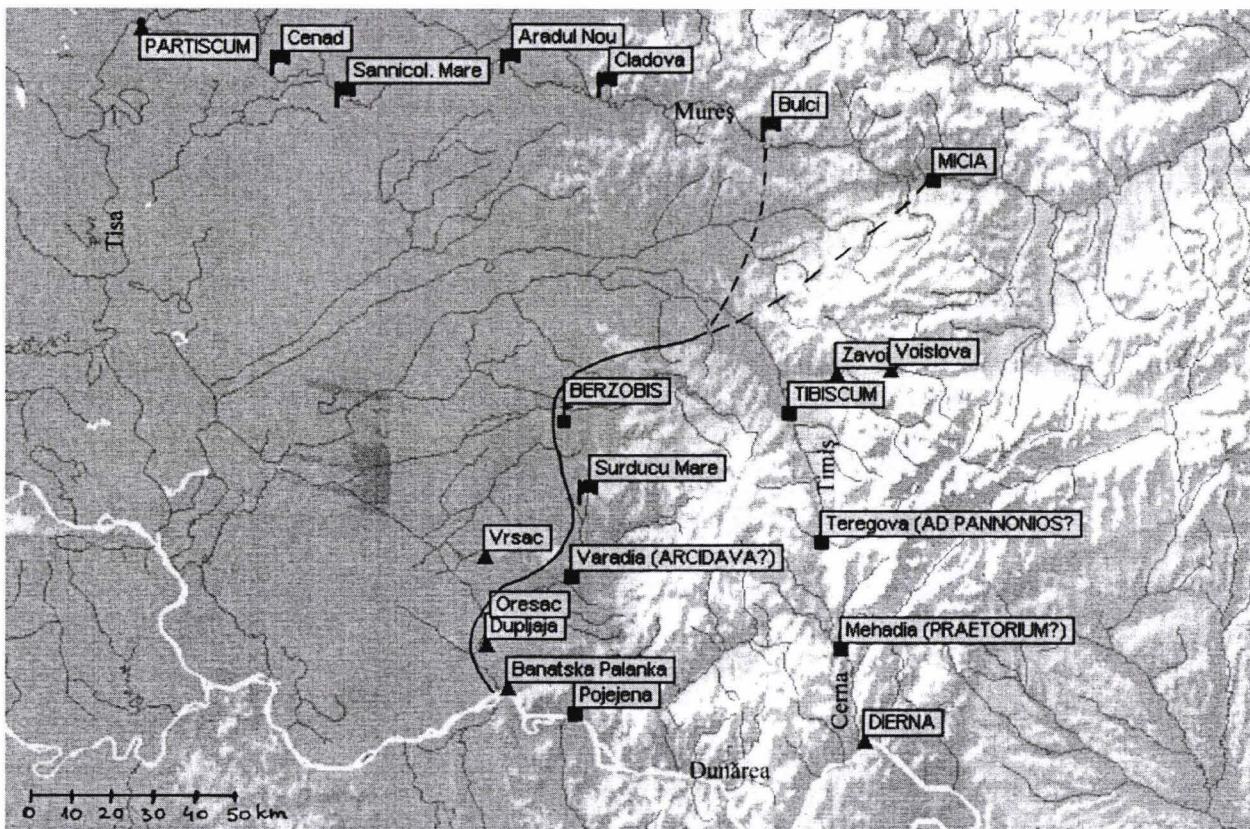 PARTISCUM
Cenad
Sannicol. Mare
Aradul Nou
Cladova
Mureş
Bulci
MICIA
Tisa
Zavoi
Voislova
BERZOBIS
TIBISCUM
Timiş
Surducu Mare
Teregova (AD PANNONIOS?
Vrsac
Varadia (ARCIDAVA?)
Oresac
Dupljaja
Mehadia (PRAETORIUM?)
Banatska Palanka
Pojejena
Cerna
DIERNA
Dunărea
0 10 20 30 40 50 km